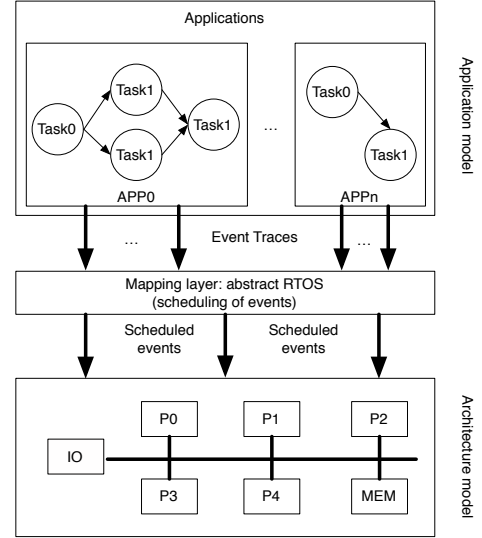 Applications
Task0
Task1
Task1
Task1
APP0
...
Task0
Task1
APPn
Application model
...
Event Traces
...
Mapping layer: abstract RTOS
(scheduling of events)
Scheduled
events
Scheduled
events
P0
P1
P2
IO
P3
P4
MEM
Architecture model